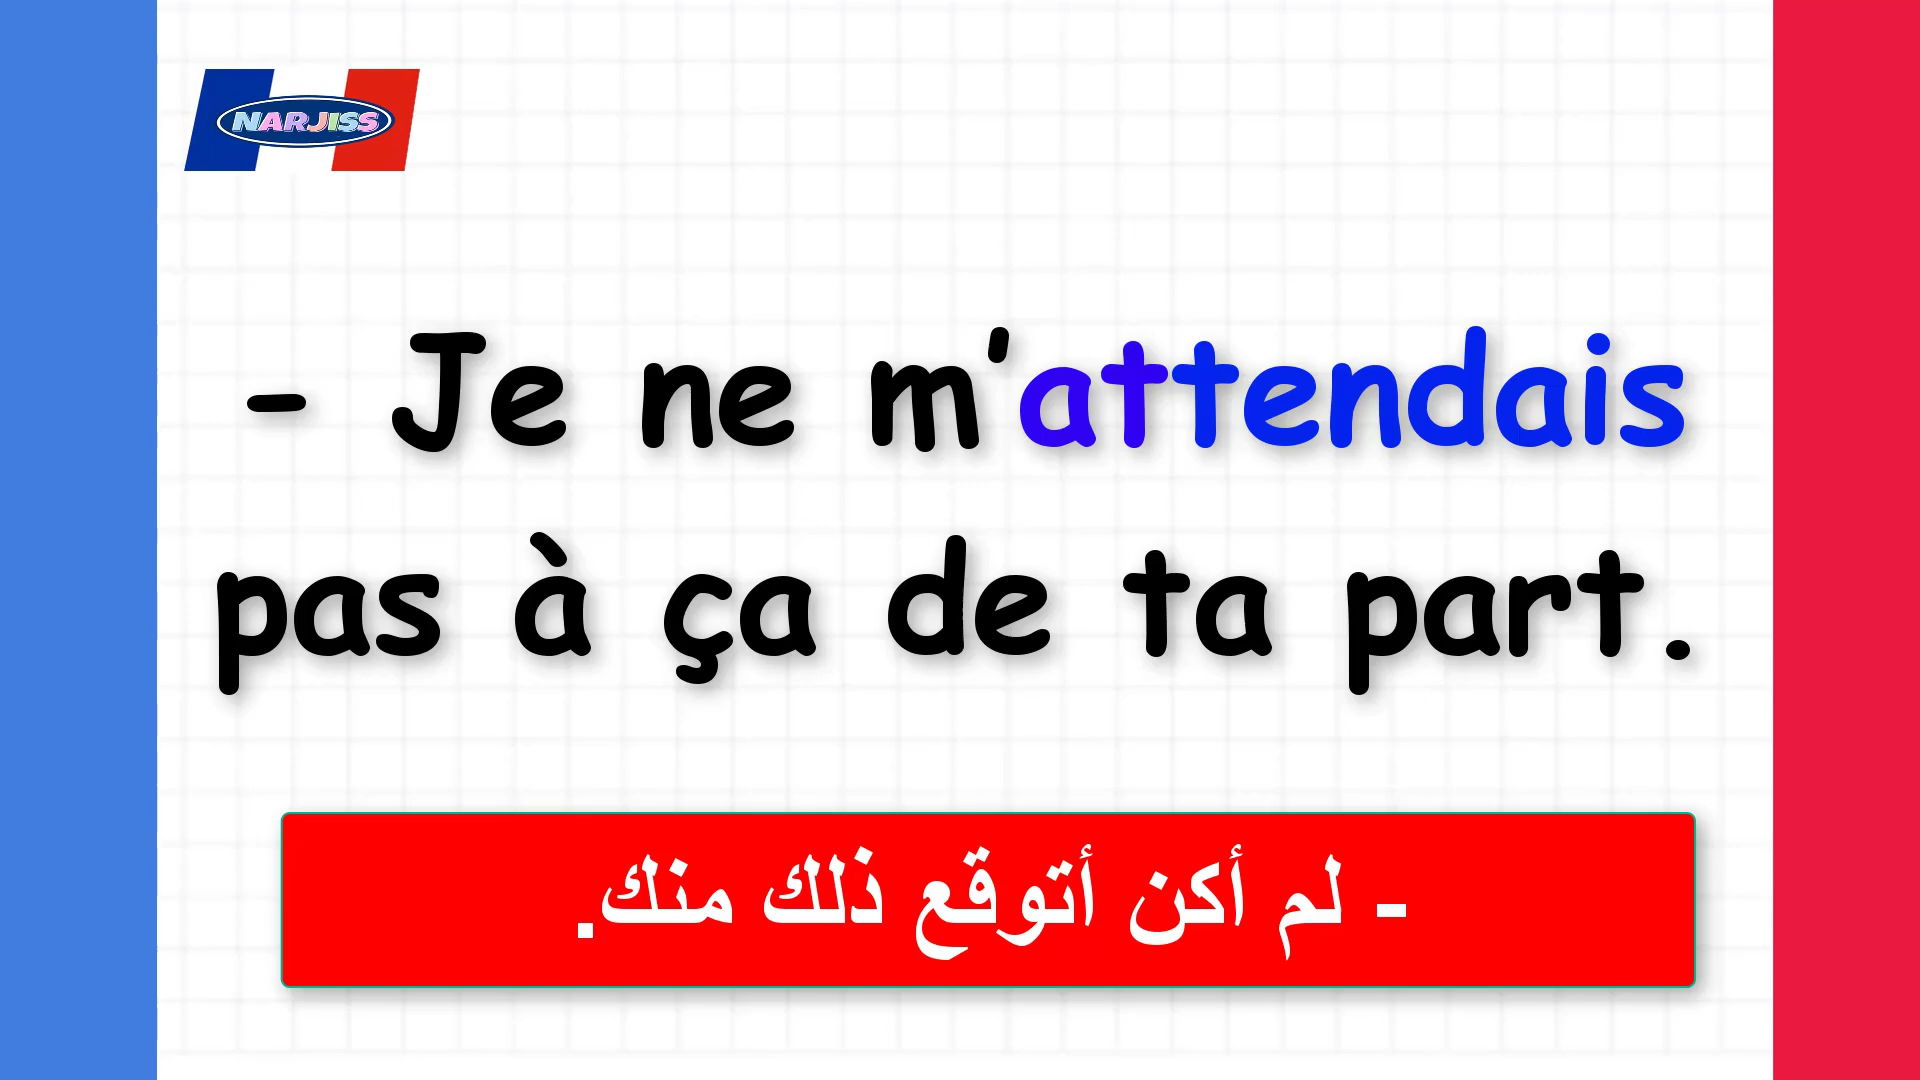 NARJISS
- Je ne m'attendais
pas à ça de ta part.
- لم أكن أتوقع ذلك منك.